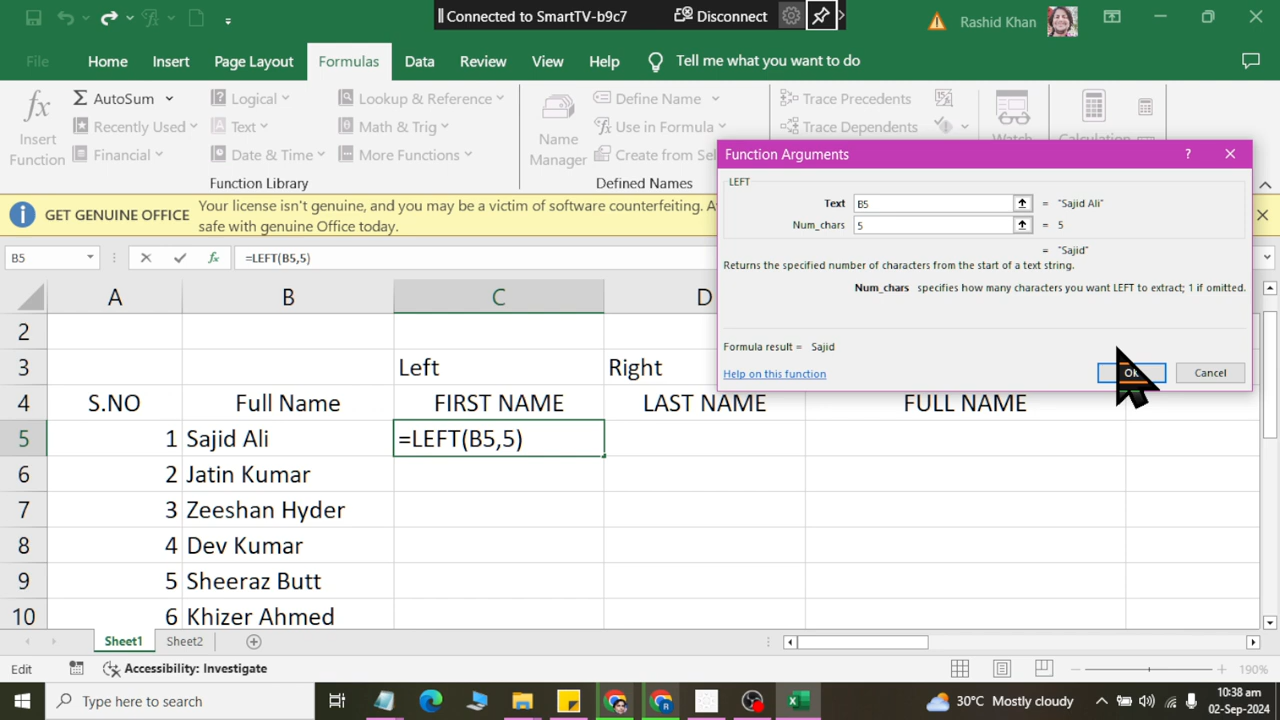 Connected to SmartTV-b9c7
Disconnect
Rashid Khan
File Home Insert Page Layout Formulas Data Review View Help Tell me what you want to do
fx
Insert
Function
AutoSum
Recently Used
Financial
Logical
Text
Date & Time
Lookup & Reference
Math & Trig
More Functions
Function Library
Name
Manager
Define Name
Use in Formula
Create from Sel
Defined Names
Trace Precedents
Trace Dependents
Watch
Calculation
GET GENUINE OFFICE
Your license isn't genuine, and you may be a victim of software counterfeiting. A
safe with genuine Office today.
Function Arguments
?
LEFT
Text B5 = "Sajid Ali"
Num_chars 5 = 5
= "Sajid"
Returns the specified number of characters from the start of a text string.
Num_chars specifies how many characters you want LEFT to extract; 1 if omitted.
Formula result = Sajid
Help on this function
OK
Cancel
B5
fx
=LEFT(B5,5)
A B C D
2
3 Left Right
4 S.NO Full Name FIRST NAME LAST NAME FULL NAME
5 1 Sajid Ali =LEFT(B5,5)
6 2 Jatin Kumar
7 3 Zeeshan Hyder
8 4 Dev Kumar
9 5 Sheeraz Butt
10 6 Khizer Ahmed
Sheet1 Sheet2
Edit
Accessibility: Investigate
190%
Type here to search
30°C Mostly cloudy
10:38 am
02-Sep-2024